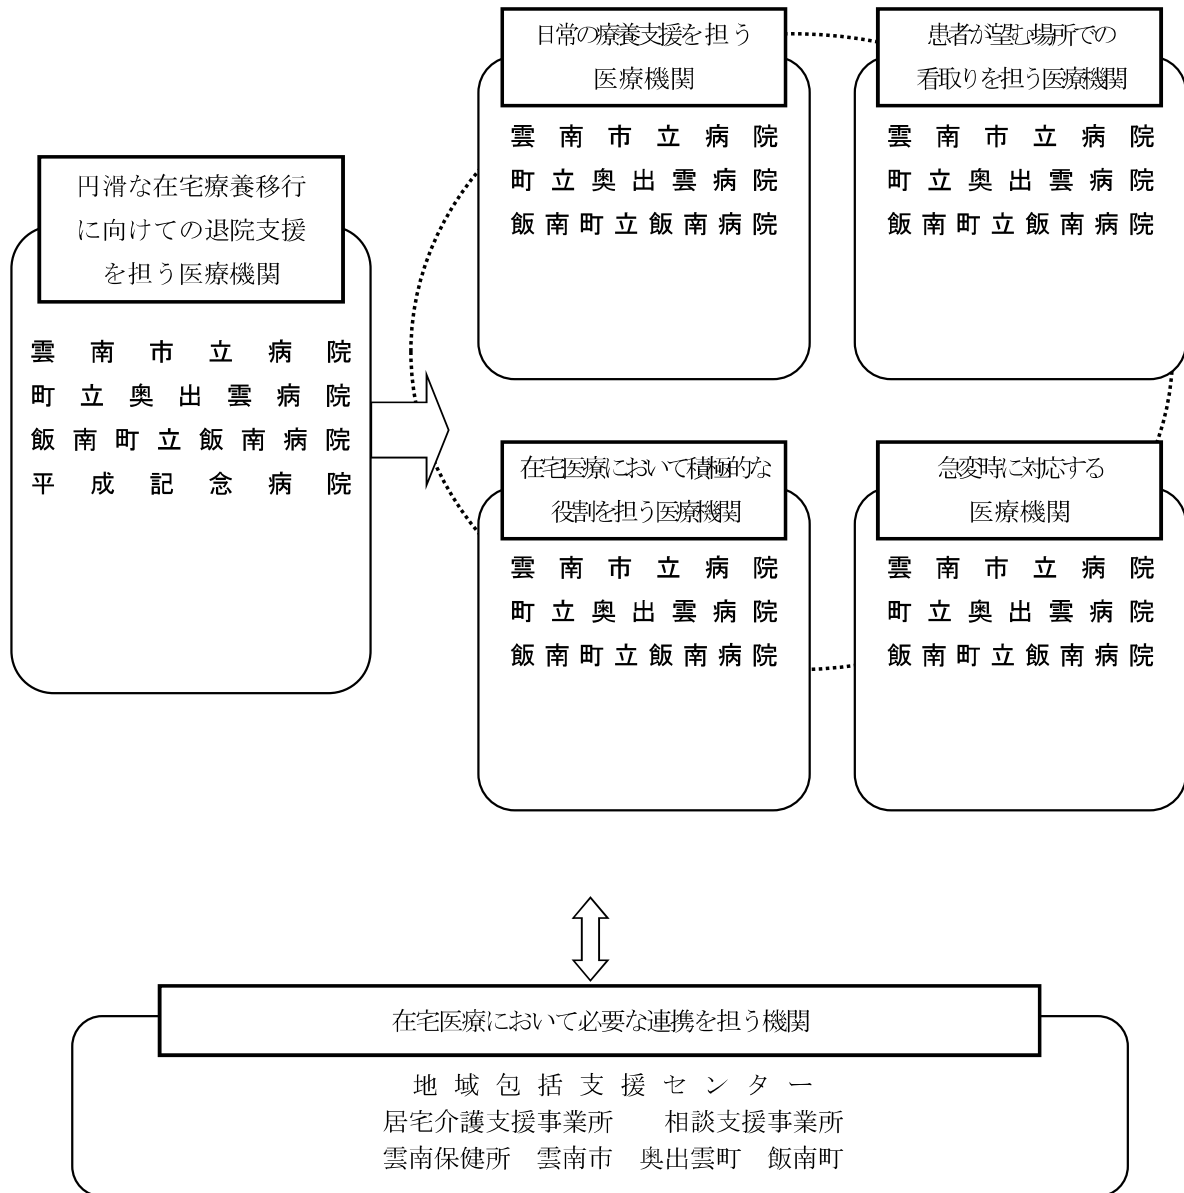 円滑な在宅療養移行
に向けての退院支援
を担う医療機関
雲南市立病院
町立奥出雲病院
飯南町立飯南病院
平成記念病院
日常の療養支援を担う
医療機関
雲南市立病院
町立奥出雲病院
飯南町立飯南病院
患者が望む場所での
看取りを担う医療機関
雲南市立病院
町立奥出雲病院
飯南町立飯南病院
在宅医療において積極的な
役割を担う医療機関
雲南市立病院
町立奥出雲病院
飯南町立飯南病院
急変時に対応する
医療機関
雲南市立病院
町立奥出雲病院
飯南町立飯南病院
在宅医療において必要な連携を担う機関
地域包括支援センター
居宅介護支援事業所　相談支援事業所
雲南保健所　雲南市　奥出雲町　飯南町